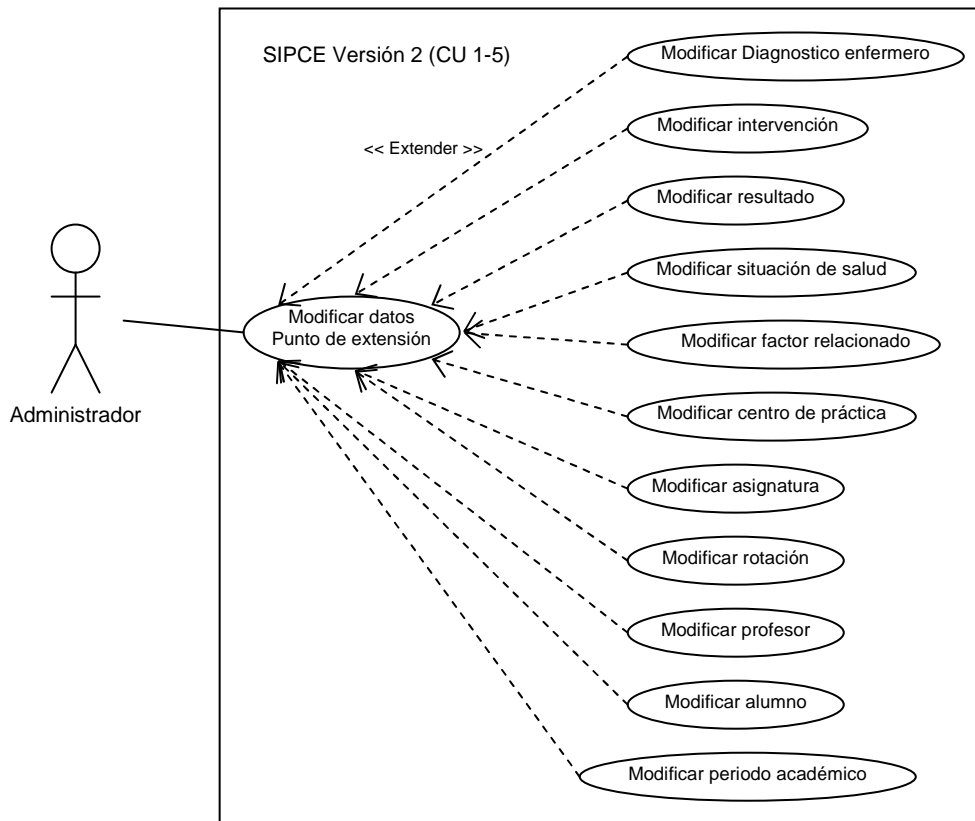 SIPCE Versión 2 (CU 1-5)
Modificar Diagnostico enfermero
Modificar intervención
<< Extender >>
Modificar resultado
Modificar situación de salud
Modificar datos
Punto de extensión
Modificar factor relacionado
Administrador
Modificar centro de práctica
Modificar asignatura
Modificar rotación
Modificar profesor
Modificar alumno
Modificar periodo académico